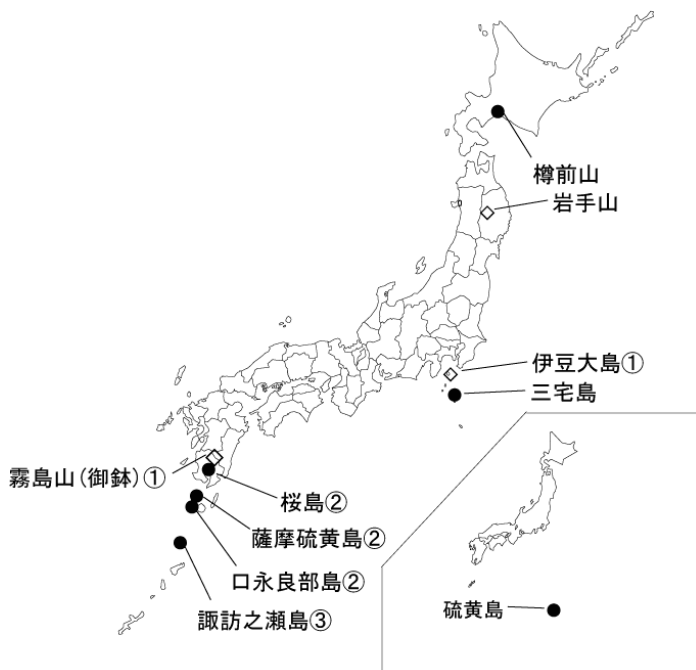 樽前山
岩手山
伊豆大島①
三宅島
霧島山(御鉢)①
桜島②
薩摩硫黄島②
口永良部島②
諏訪之瀬島③
硫黄島